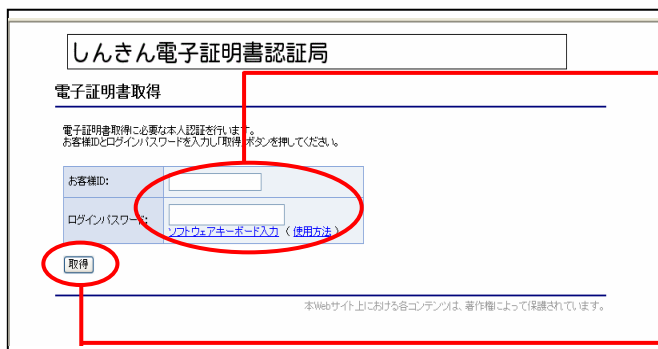 しんきん電子証明書認証局
電子証明書取得
電子証明書取得に必要な本人認証を行います。
お客様IDとログインパスワードを入力し「取得」ボタンを押してください。
お客様ID:
ログインパスワード:
ソフトウェアキーボード入力 ( 使用方法 )
取得
本Webサイト上における各コンテンツは、著作権によって保護されています。